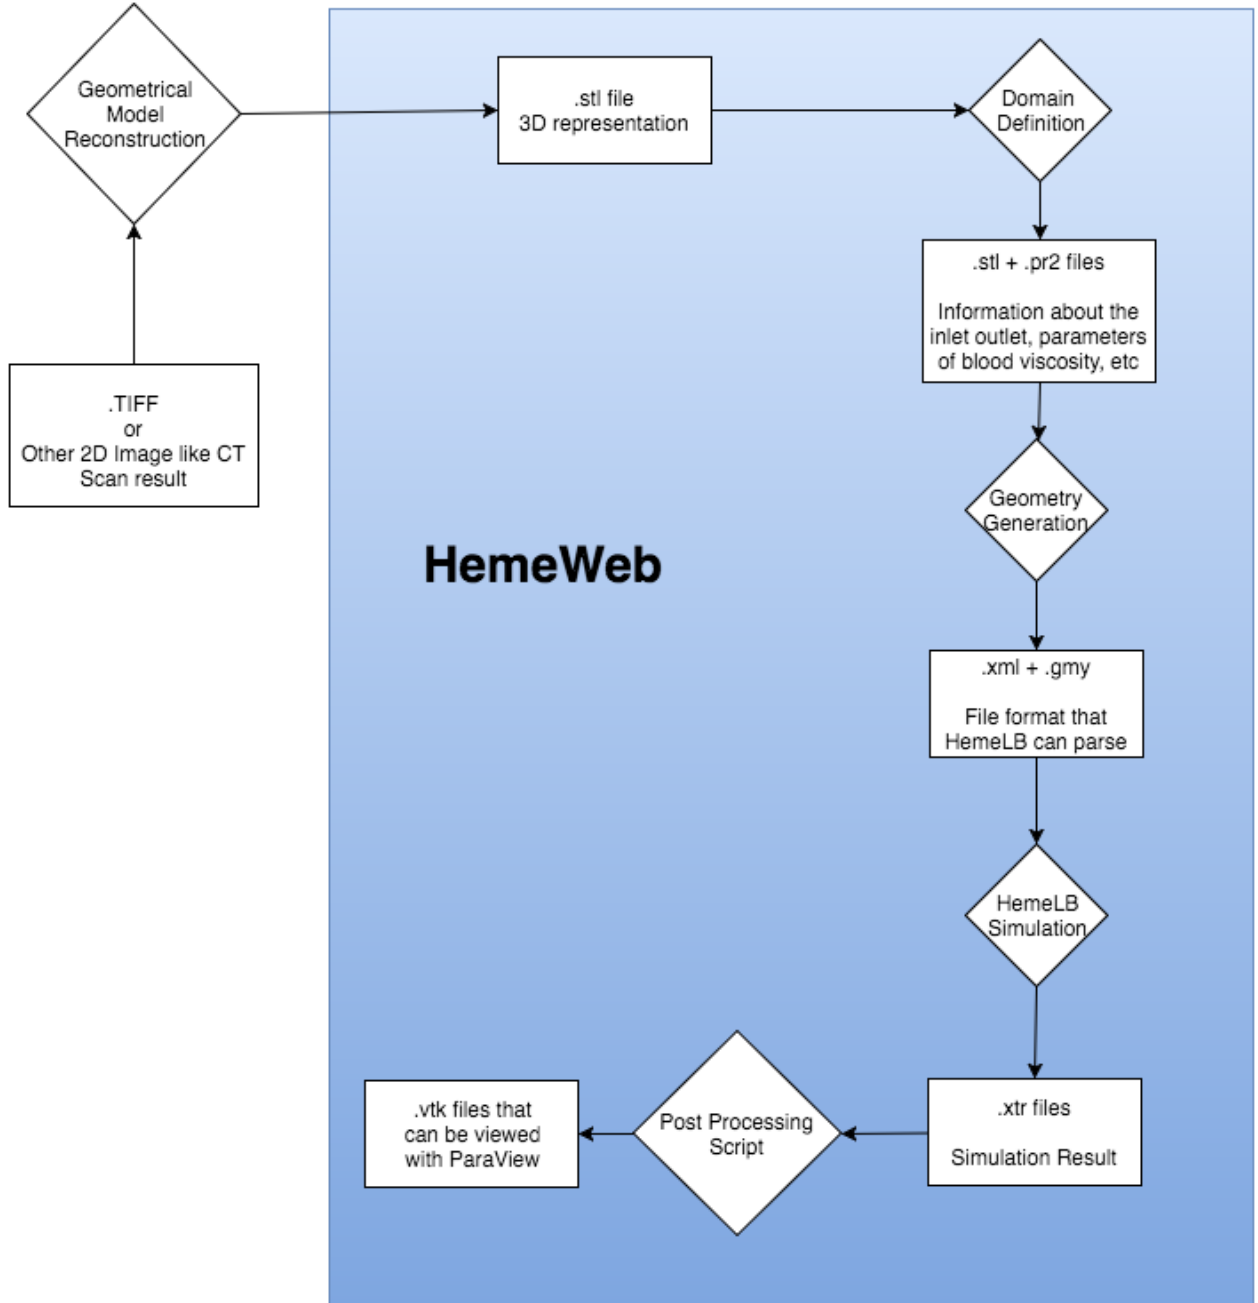 Geometrical
Model
Reconstruction
.stl file
3D representation
Domain
Definition
.stl + .pr2 files
Information about the
inlet outlet, parameters
of blood viscosity, etc
.TIFF
or
Other 2D Image like CT
Scan result
Geometry
Generation
HemeWeb
.xml + .gmy
File format that
HemeLB can parse
HemeLB
Simulation
.xtr files
Simulation Result
Post Processing
Script
.vtk files that
can be viewed
with ParaView